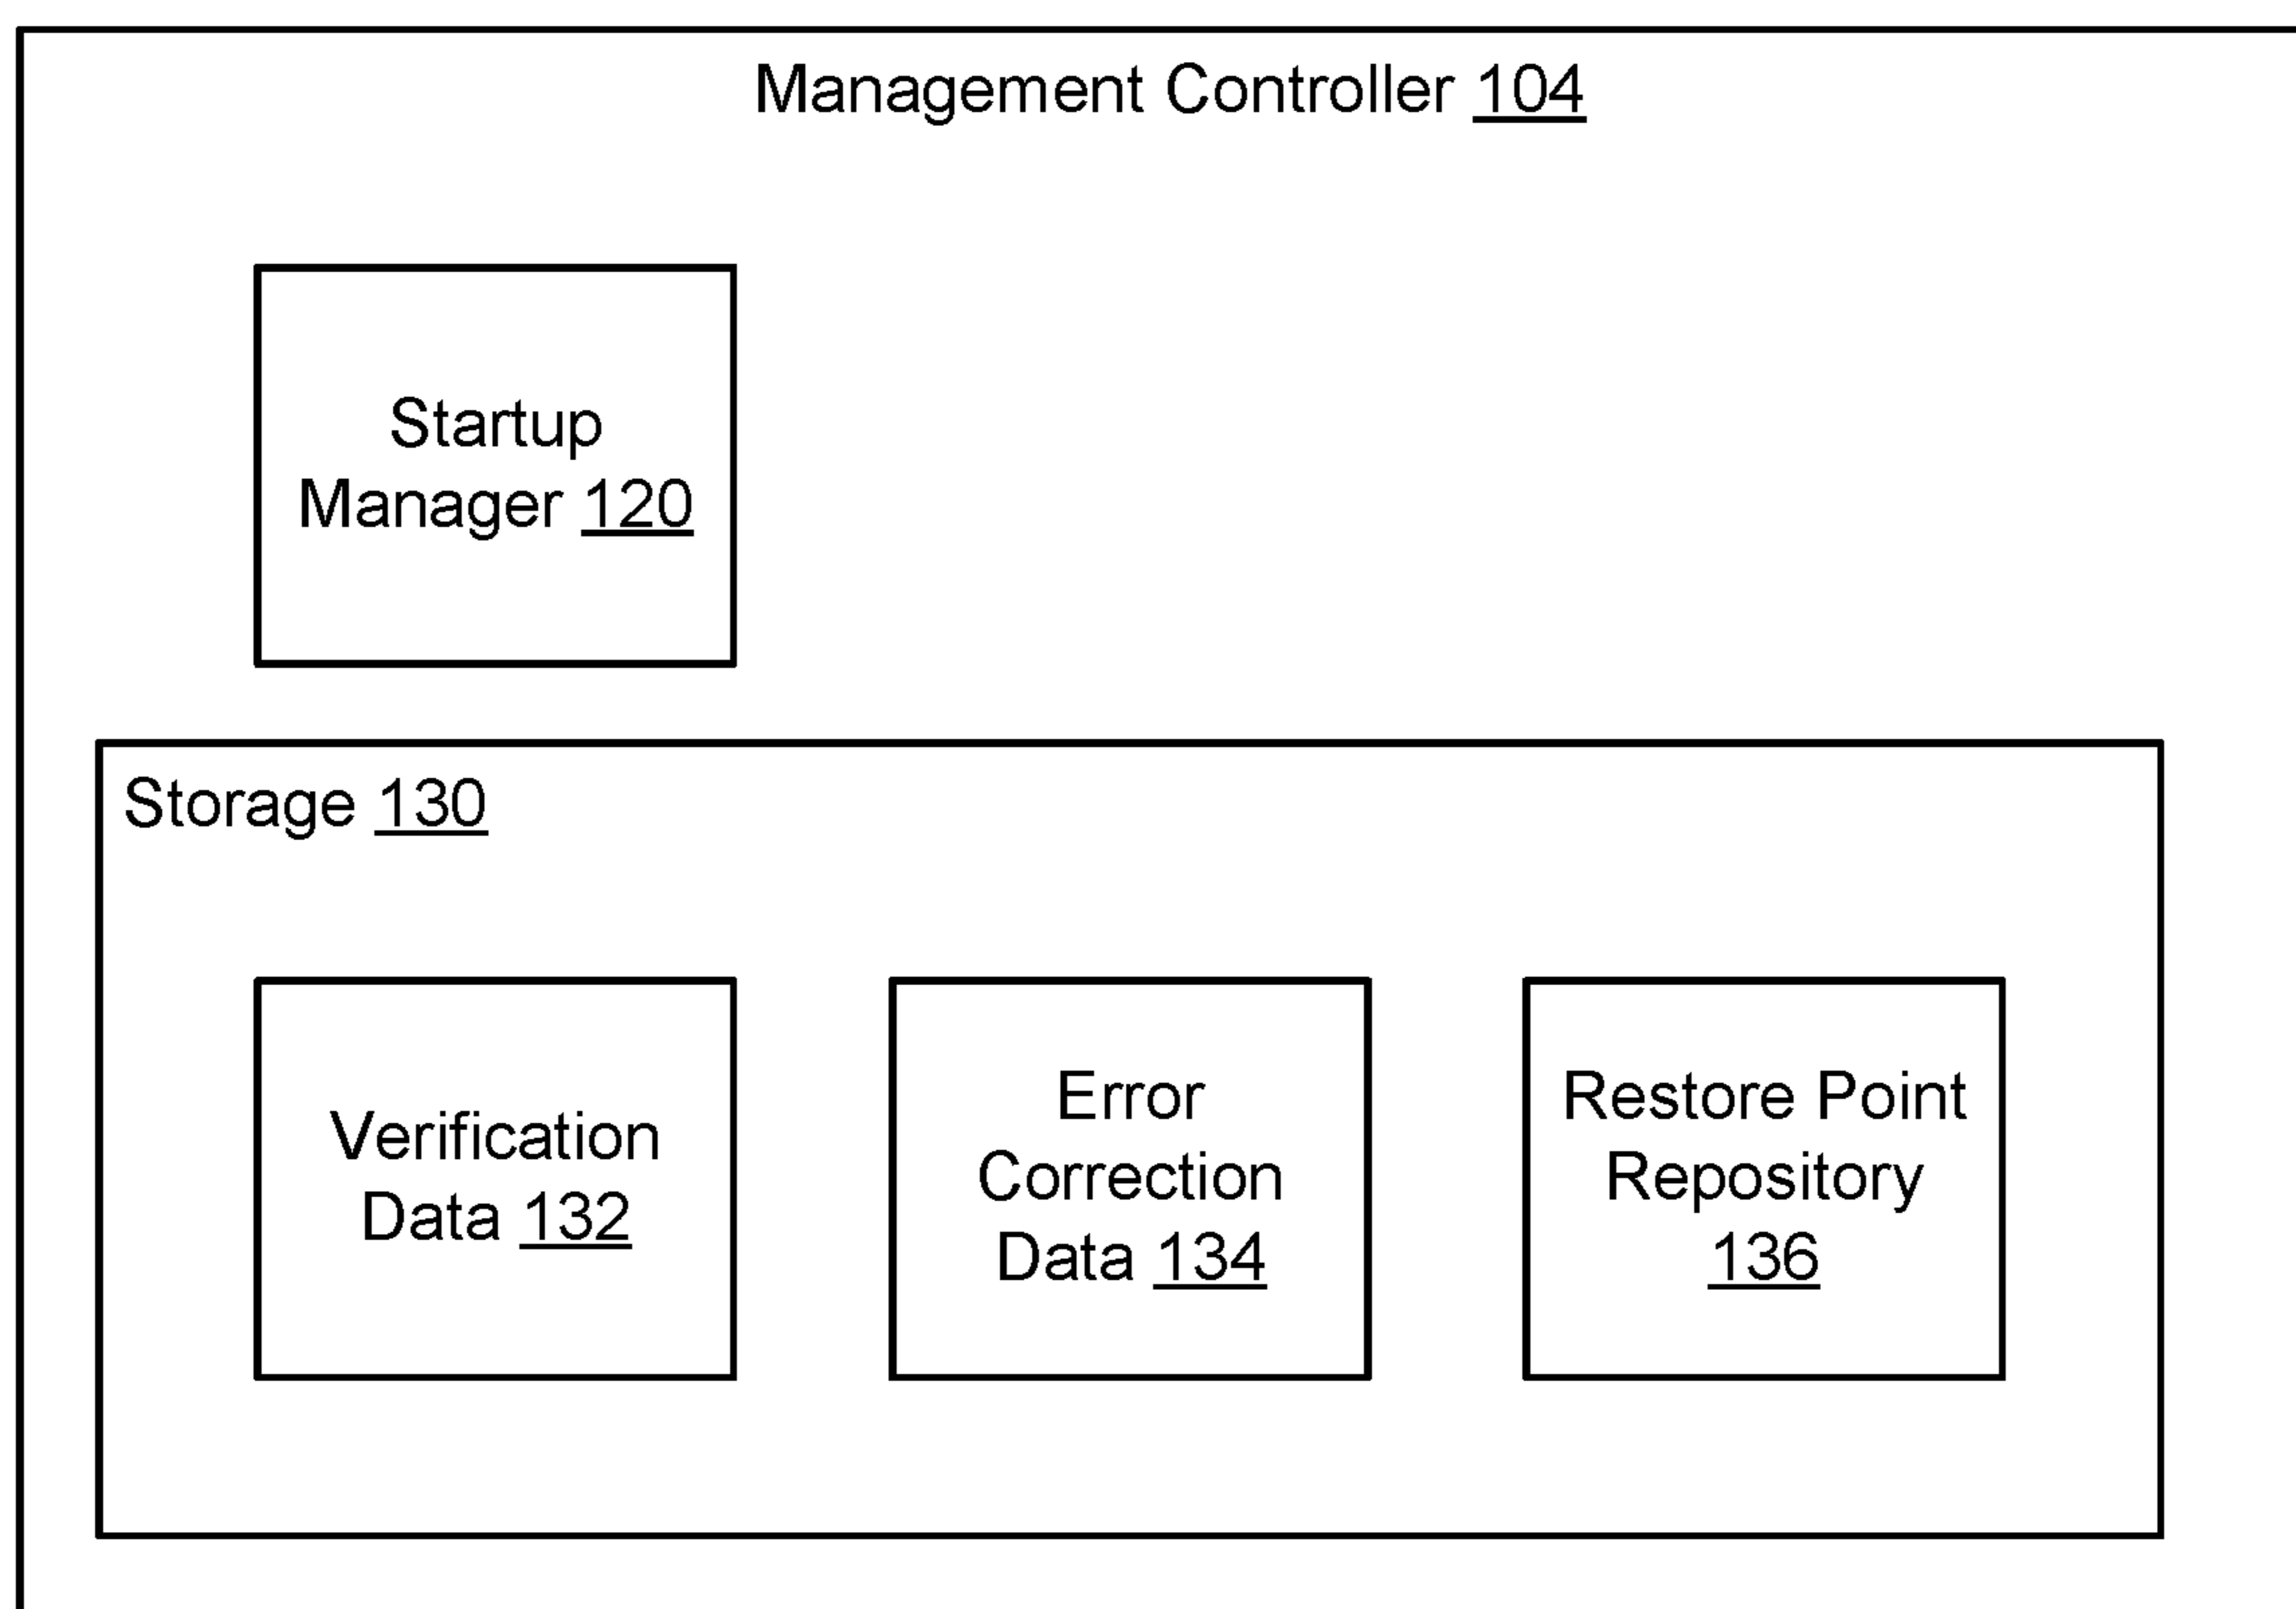 Management Controller 104
Startup
Manager 120
Storage 130
Verification
Data 132
Error
Correction
Data 134
Restore Point
Repository
136